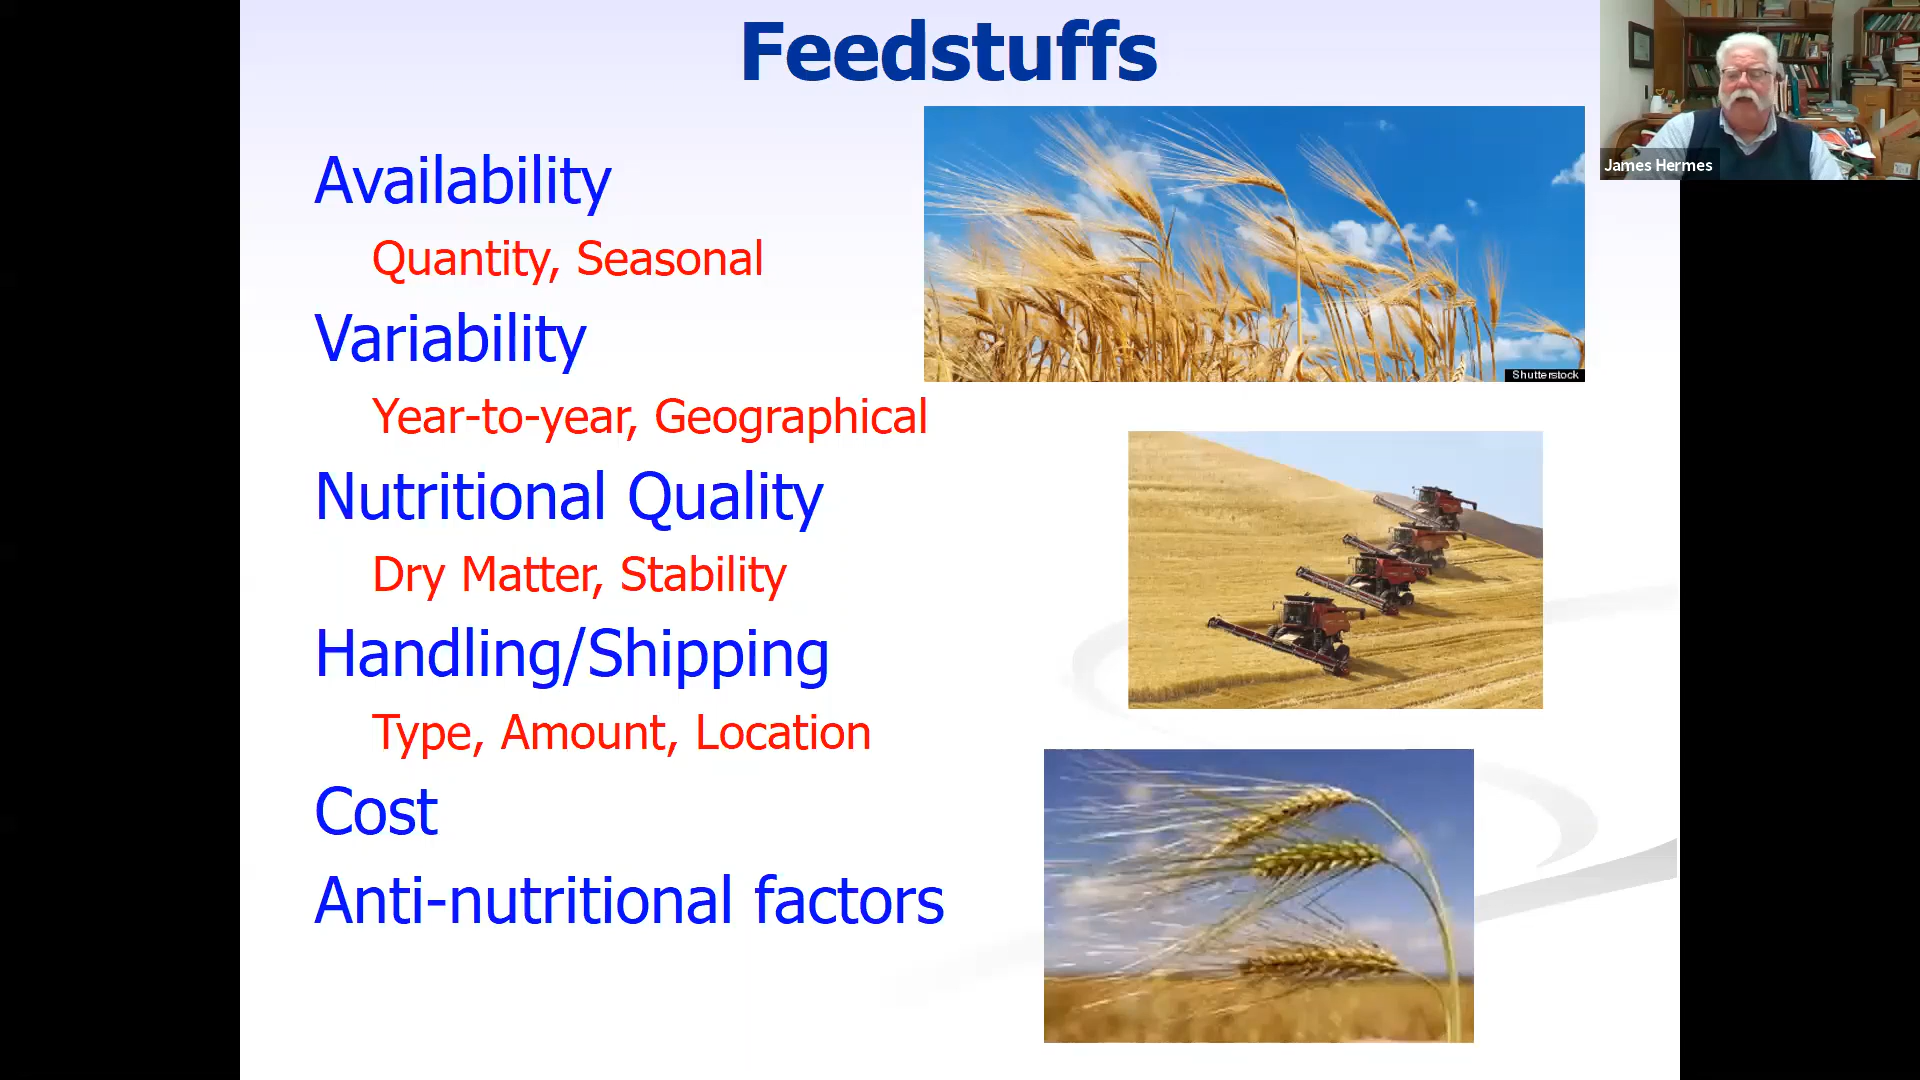 Feedstuffs
Availability
Quantity, Seasonal
Variability
Year-to-year, Geographical
Nutritional Quality
Dry Matter, Stability
Handling/Shipping
Type, Amount, Location
Cost
Anti-nutritional factors
Shutterstock
James Hermes